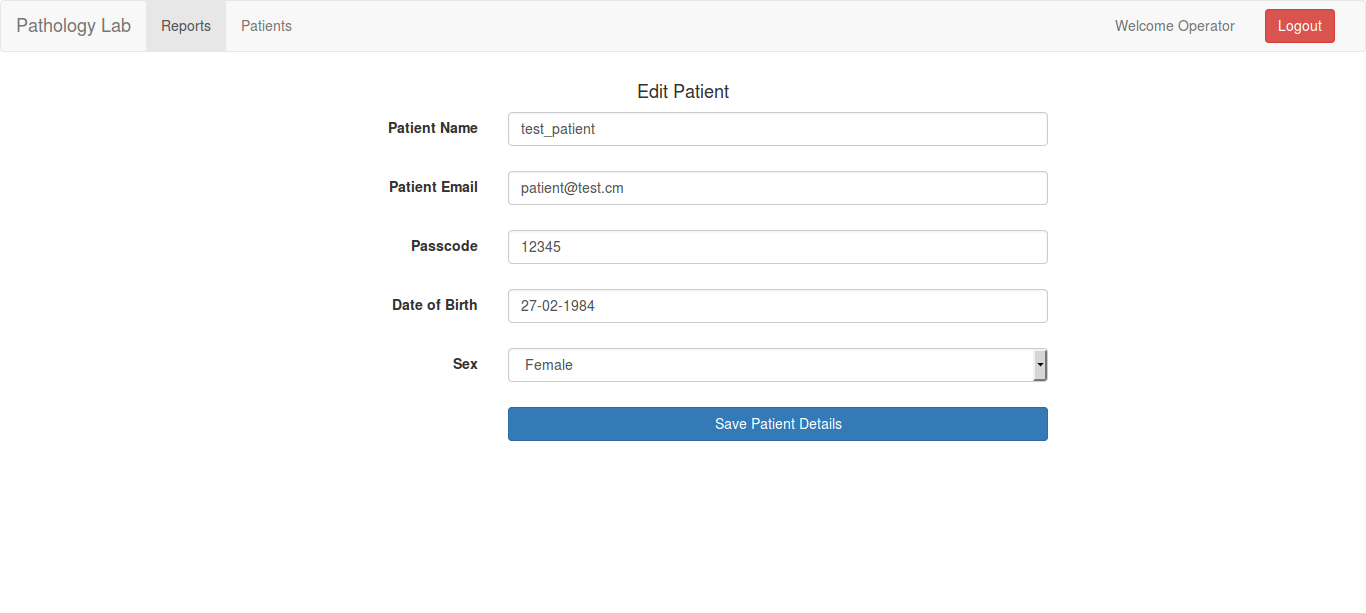 Pathology Lab Reports Patients Welcome Operator Logout
Edit Patient
Patient Name test_patient
Patient Email patient@test.cm
Passcode 12345
Date of Birth 27-02-1984
Sex Female
Save Patient Details